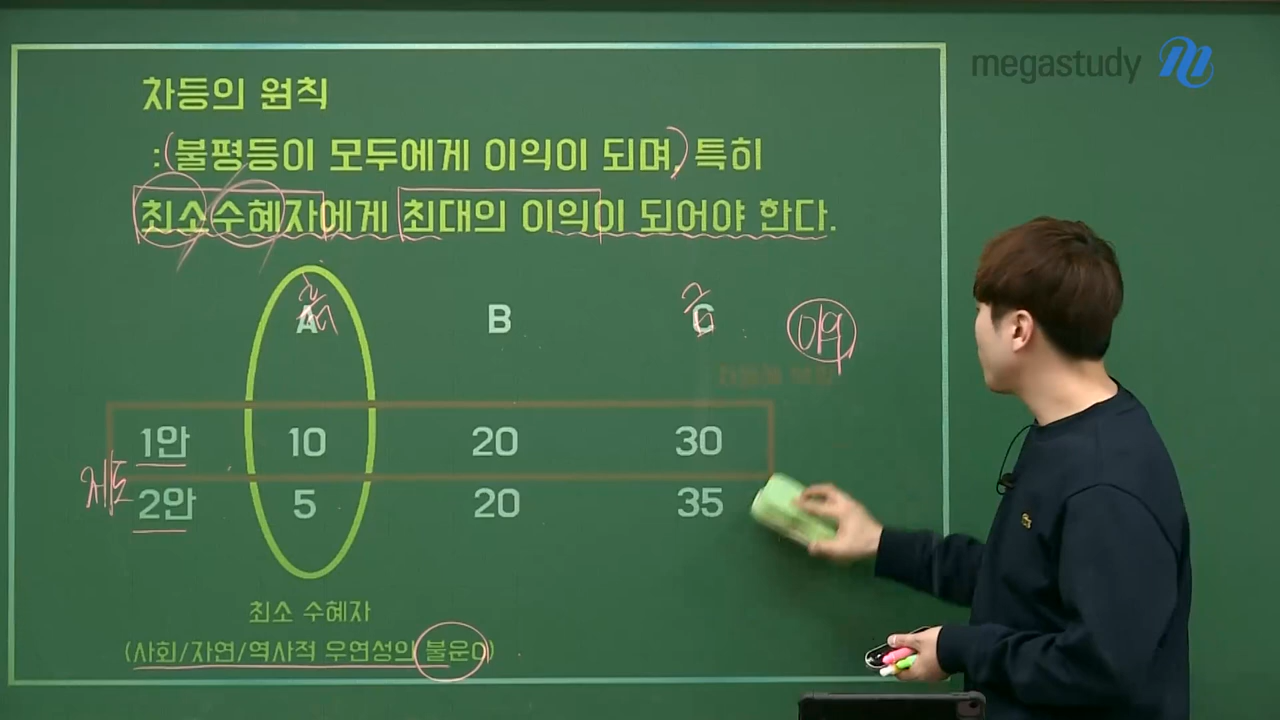 megastudy
차등의 원칙
: (불평등이 모두에게 이익이 되며,) 특히
최소수혜자에게 최대의 이익이 되어야 한다.
A B C 이익
1안 10 20 30
제도
2안 5 20 35
최소 수혜자
(사회/자연/역사적 우연성의 불운아)